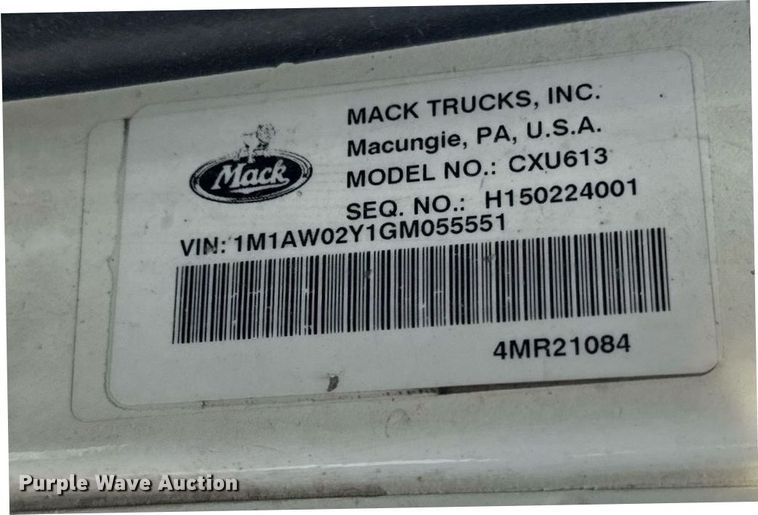 MACK TRUCKS, INC.
Macungie, PA, U.S.A.
Mack
MODEL NO.: CXU613
SEQ. NO.: H150224001
VIN: 1M1AW02Y1GM055551
4MR21084
Purple Wave Auction